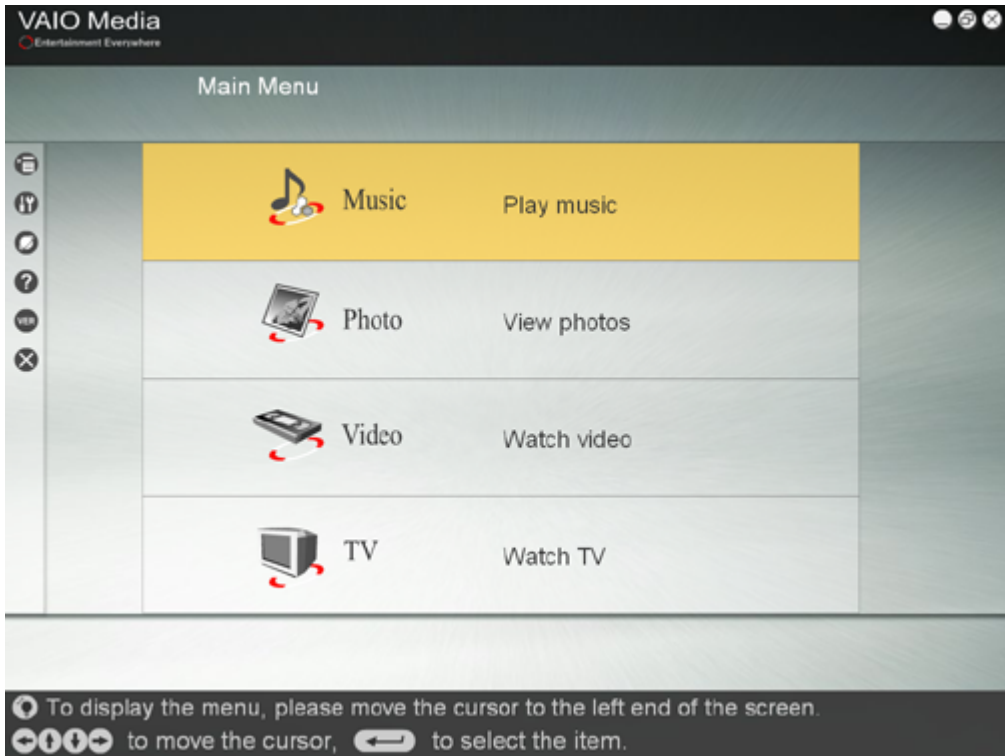 VAIO Media
Entertainment Everywhere
Main Menu
Music Play music
Photo View photos
VER
Video Watch video
TV Watch TV
To display the menu, please move the cursor to the left end of the screen.
to move the cursor, to select the item.